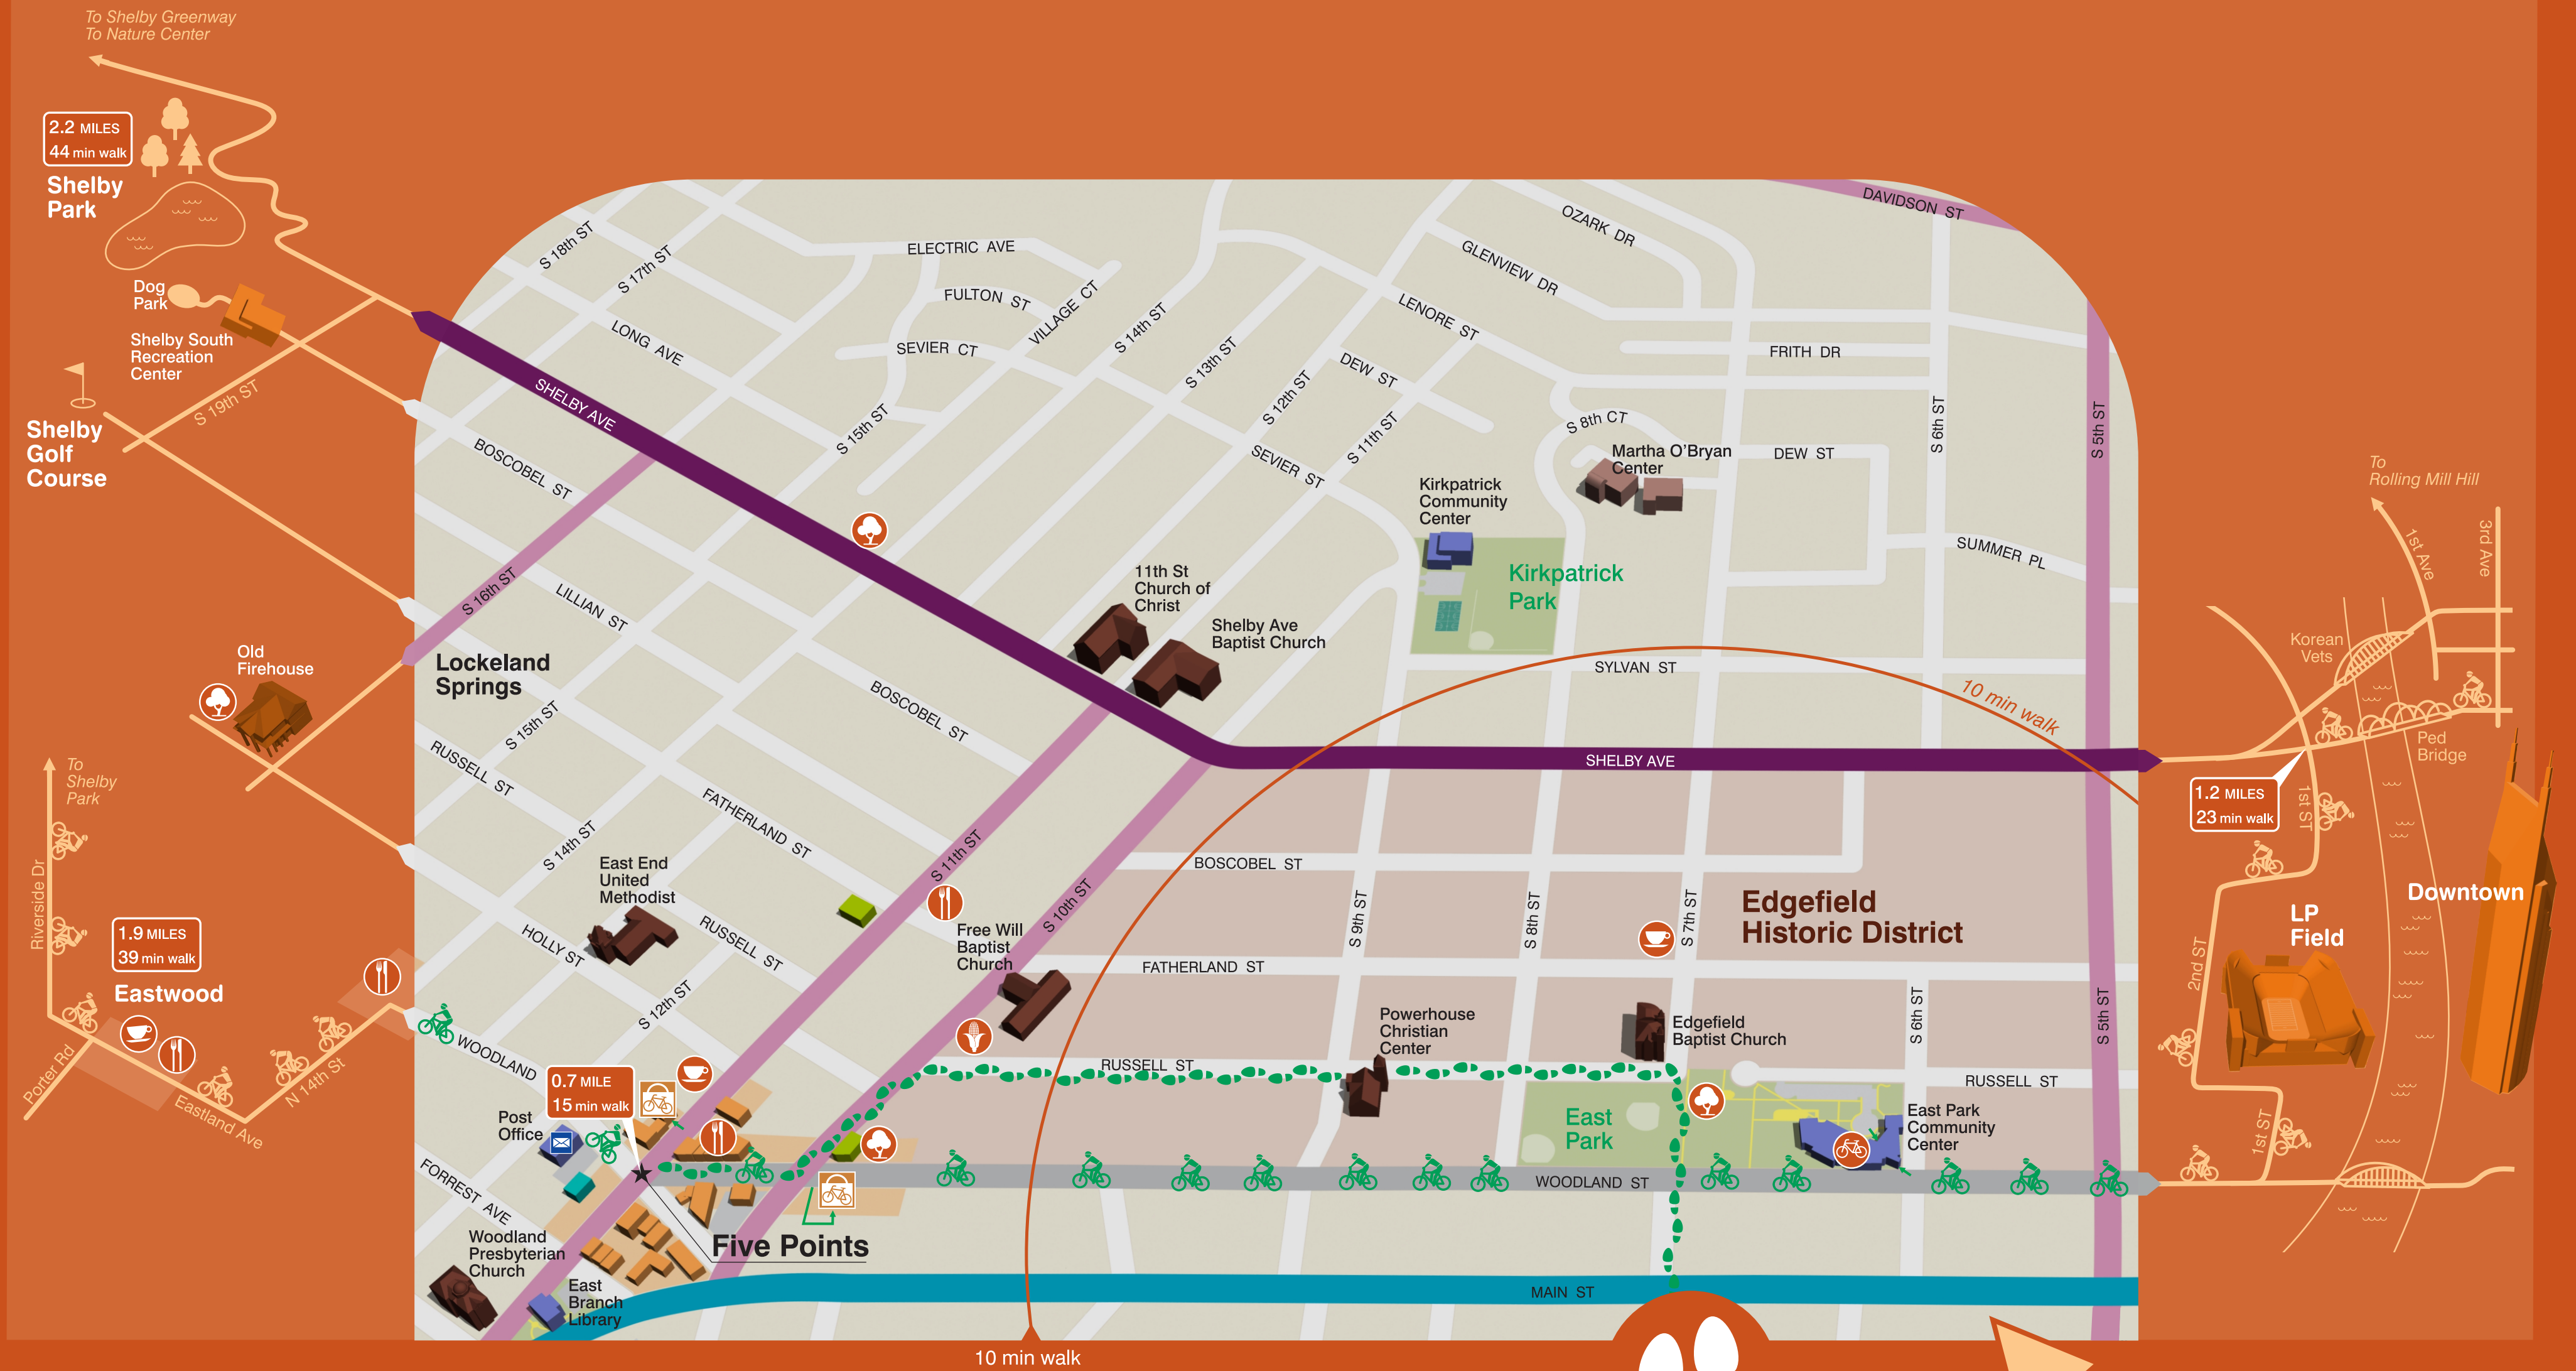 To Shelby Greenway
To Nature Center
2.2 MILES
44 min walk
Shelby
Park
Dog
Park
Shelby South
Recreation
Center
S 19th ST
Shelby
Golf
Course
Old
Firehouse
To
Shelby
Park
Riverside Dr
1.9 MILES
39 min walk
Eastwood
Porter Rd
Eastland Ave
N 14th St
DAVIDSON ST
S 18th ST
S 17th ST
ELECTRIC AVE
OZARK DR
GLENVIEW DR
FULTON ST
VILLAGE CT
LONG AVE
SEVIER CT
S 14th ST
S 13th ST
LENORE ST
FRITH DR
DEW ST
SHELBY AVE
S 12th ST
S 15th ST
S 11th ST
S 8th CT
S 6th ST
S 5th ST
BOSCOBEL ST
SEVIER ST
Martha O'Bryan
Center
DEW ST
Kirkpatrick
Community
Center
SUMMER PL
Kirkpatrick
Park
S 16th ST
LILLIAN ST
11th St
Church of
Christ
Shelby Ave
Baptist Church
Lockeland
Springs
SYLVAN ST
10 min walk
BOSCOBEL ST
S 15th ST
RUSSELL ST
SHELBY AVE
FATHERLAND ST
S 14th ST
S 11th ST
BOSCOBEL ST
East End
United
Methodist
S 10th ST
S 9th ST
S 8th ST
S 7th ST
Edgefield
Historic District
HOLLY ST
RUSSELL ST
Free Will
Baptist
Church
FATHERLAND ST
S 12th ST
S 6th ST
S 5th ST
Powerhouse
Christian
Center
Edgefield
Baptist Church
WOODLAND
RUSSELL ST
RUSSELL ST
0.7 MILE
15 min walk
Post
Office
East
Park
East Park
Community
Center
FORREST AVE
WOODLAND ST
Woodland
Presbyterian
Church
Five Points
East
Branch
Library
MAIN ST
10 min walk
To
Rolling Mill Hill
1st Ave
3rd Ave
Korean
Vets
Ped
Bridge
1.2 MILES
23 min walk
1st ST
Downtown
LP
Field
2nd ST
1st ST